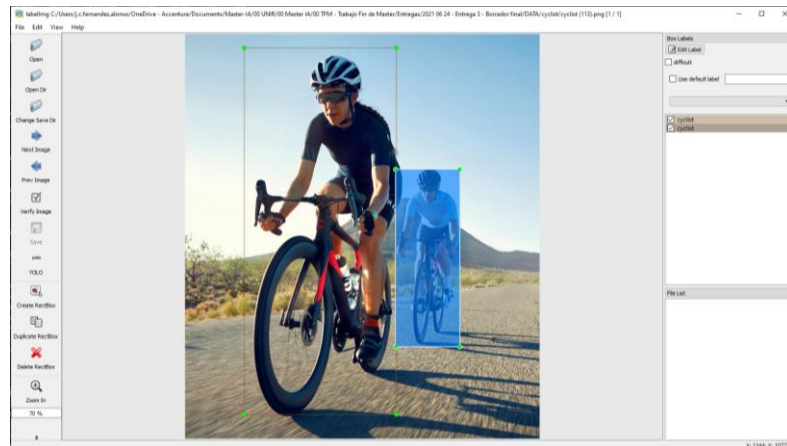 labelImg C:/Users/j.c.fernandez.alonso/OneDrive - Accenture/Documents/Master-IA/00 UNIR/00 Master IA/00 TPM - Trabajo Fin de Master/Entregas/2021 06 24 - Entrega 3 - Borrador final/DATA/cyclist/cyclist (113).png [1 / 1]
File Edit View Help
Open
Open Dir
Change Save Dir
Next Image
Prev Image
Verify Image
Save
YOLO
Create RectBox
Duplicate RectBox
Delete RectBox
Zoom In
70 %
Box Labels
Edit Label
difficult
Use default label
cyclist
cyclist
File List